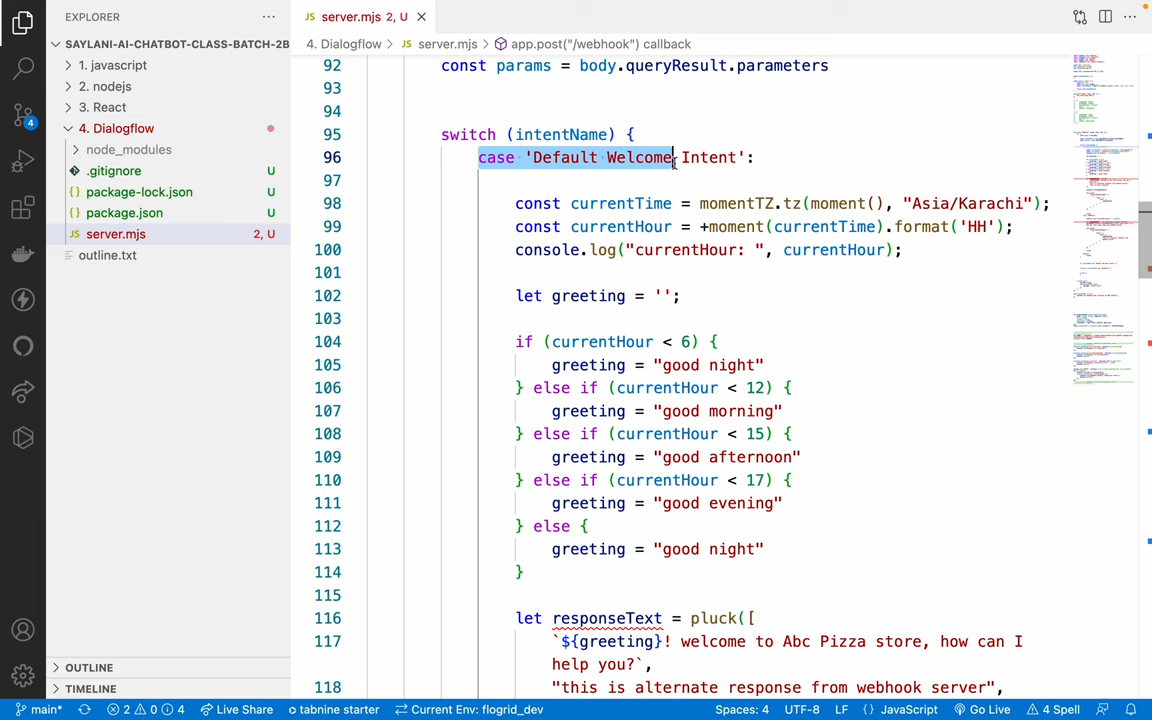 EXPLORER
SAYLANI-AI-CHATBOT-CLASS-BATCH-2B
1. javascript
2. nodejs
3. React
4. Dialogflow
node_modules
.gitignore U
package-lock.json U
package.json U
server.mjs 2, U
outline.txt
OUTLINE
TIMELINE
JS server.mjs 2, U
4. Dialogflow > JS server.mjs > app.post("/webhook") callback
92 const params = body.queryResult.parameters
93
94
95 switch (intentName) {
96 case 'Default Welcome Intent':
97
98 const currentTime = momentTZ.tz(moment(), "Asia/Karachi");
99 const currentHour = +moment(currentTime).format('HH');
100 console.log("currentHour: ", currentHour);
101
102 let greeting = '';
103
104 if (currentHour < 6) {
105 greeting = "good night"
106 } else if (currentHour < 12) {
107 greeting = "good morning"
108 } else if (currentHour < 15) {
109 greeting = "good afternoon"
110 } else if (currentHour < 17) {
111 greeting = "good evening"
112 } else {
113 greeting = "good night"
114 }
115
116 let responseText = pluck([
117 `${greeting}! welcome to Abc Pizza store, how can I
help you?`,
118 "this is alternate response from webhook server",
4
main* 2 0 4 Live Share tabnine starter Current Env: flogrid_dev Spaces: 4 UTF-8 LF {} JavaScript Go Live 4 Spell